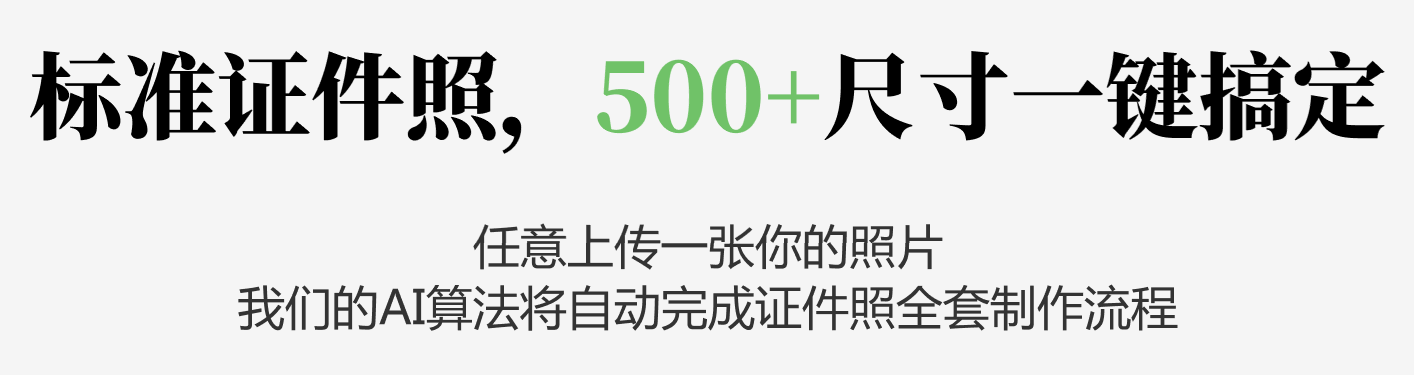 标准证件照，500+尺寸一键搞定
任意上传一张你的照片
我们的AI算法将自动完成证件照全套制作流程